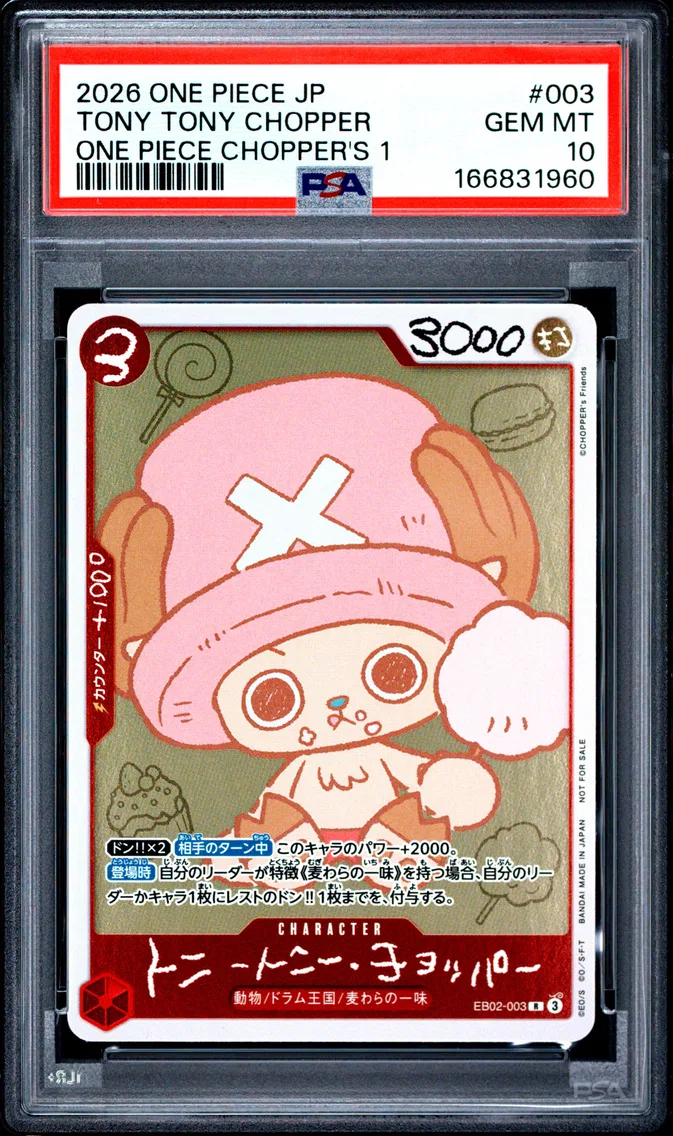 2026 ONE PIECE JP #003
TONY TONY CHOPPER GEM MT
ONE PIECE CHOPPER'S 1 10
PSA
166831960
3
3000 打
©CHOPPER's Friends
⚡カウンター +1000
ドン!!×2 相手のターン中 このキャラのパワー+2000。
登場時 自分のリーダーが特徴《麦わらの一味》を持つ場合、自分のリー
ダーかキャラ1枚にレストのドン!!1枚までを、付与する。
CHARACTER
トニートニー・チョッパー
動物/ドラム王国/麦わらの一味
EB02-003 R 3
©EO/S ©O/S・F・T BANDAI MADE IN JAPAN NOT FOR SALE
PSA